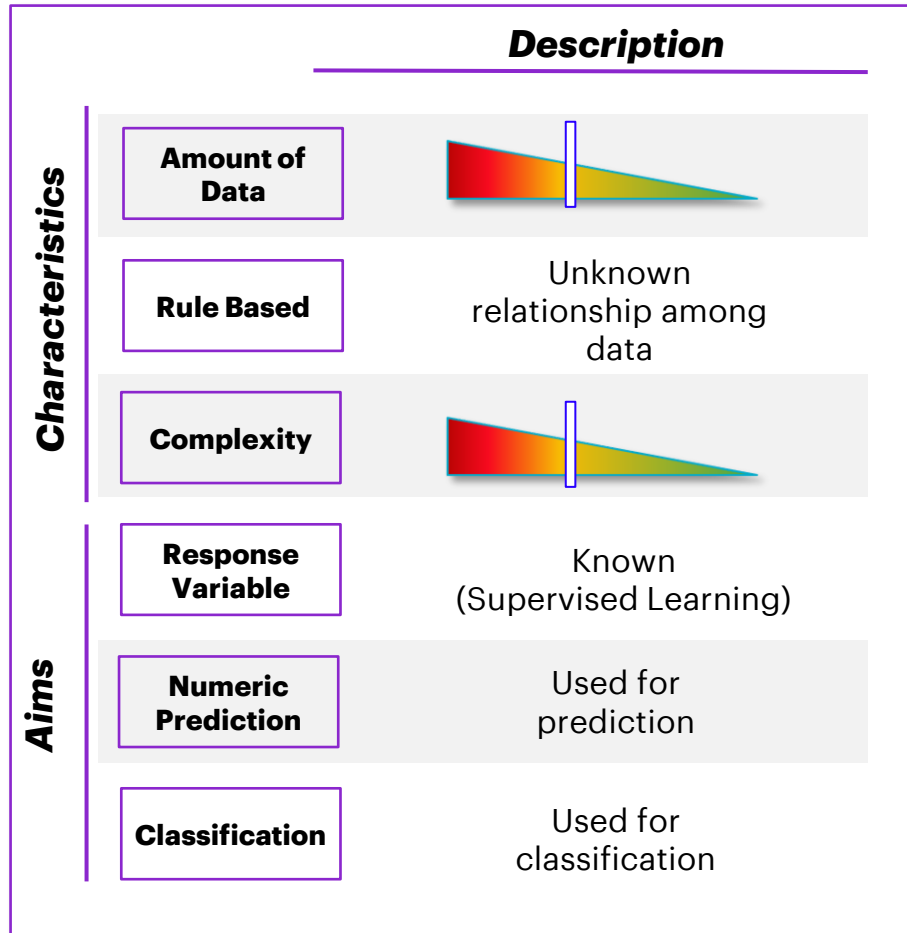 Description
Characteristics
Amount of
Data
Rule Based
Unknown
relationship among
data
Complexity
Aims
Response
Variable
Known
(Supervised Learning)
Numeric
Prediction
Used for
prediction
Classification
Used for
classification